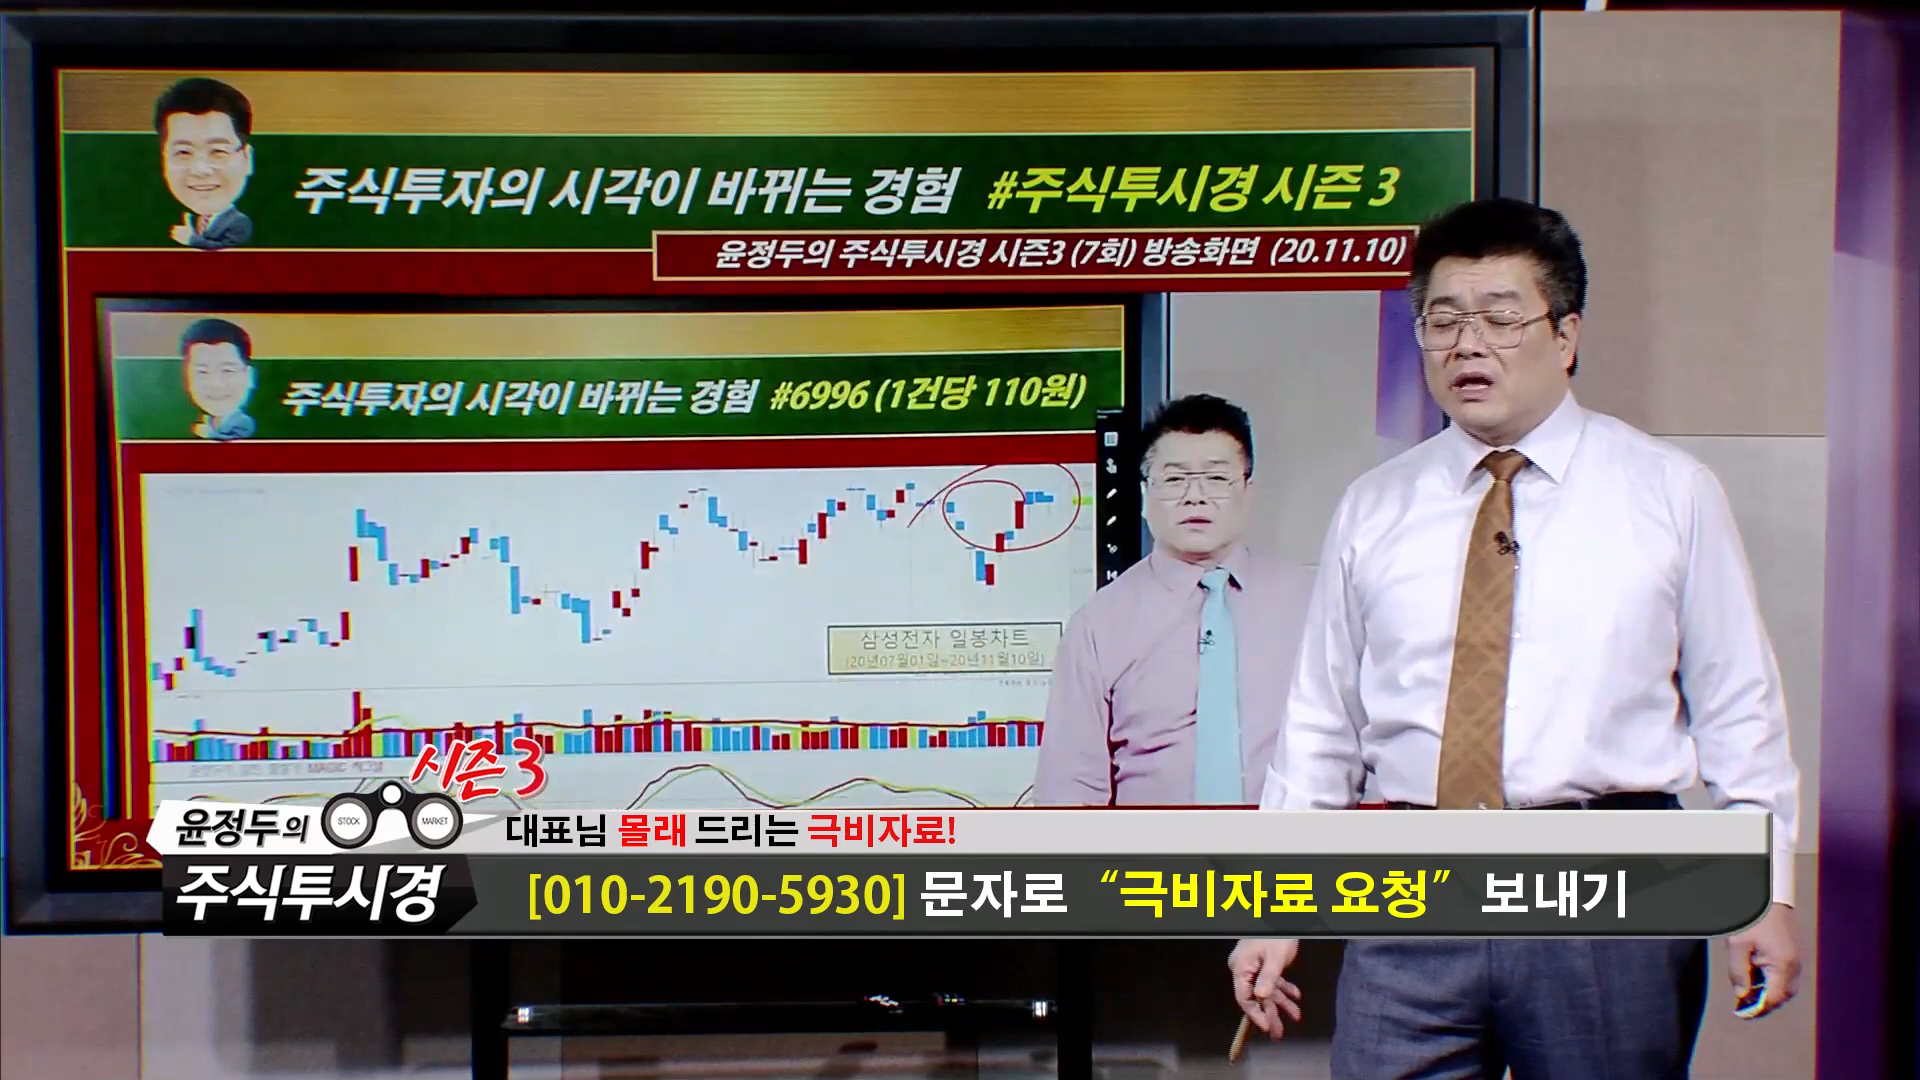 주식투자의 시각이 바뀌는 경험 #주식투시경 시즌 3
윤정두의 주식투시경 시즌3 (7회) 방송화면 (20.11.10)
주식투자의 시각이 바뀌는 경험 #6996 (1건당 110원)
삼성전자 일봉차트
(20년07월01일~20년11월10일)
시즌 3
윤정두의
STOCK
MARKET
주식투시경
대표님 몰래 드리는 극비자료!
[010-2190-5930] 문자로 “극비자료 요청” 보내기